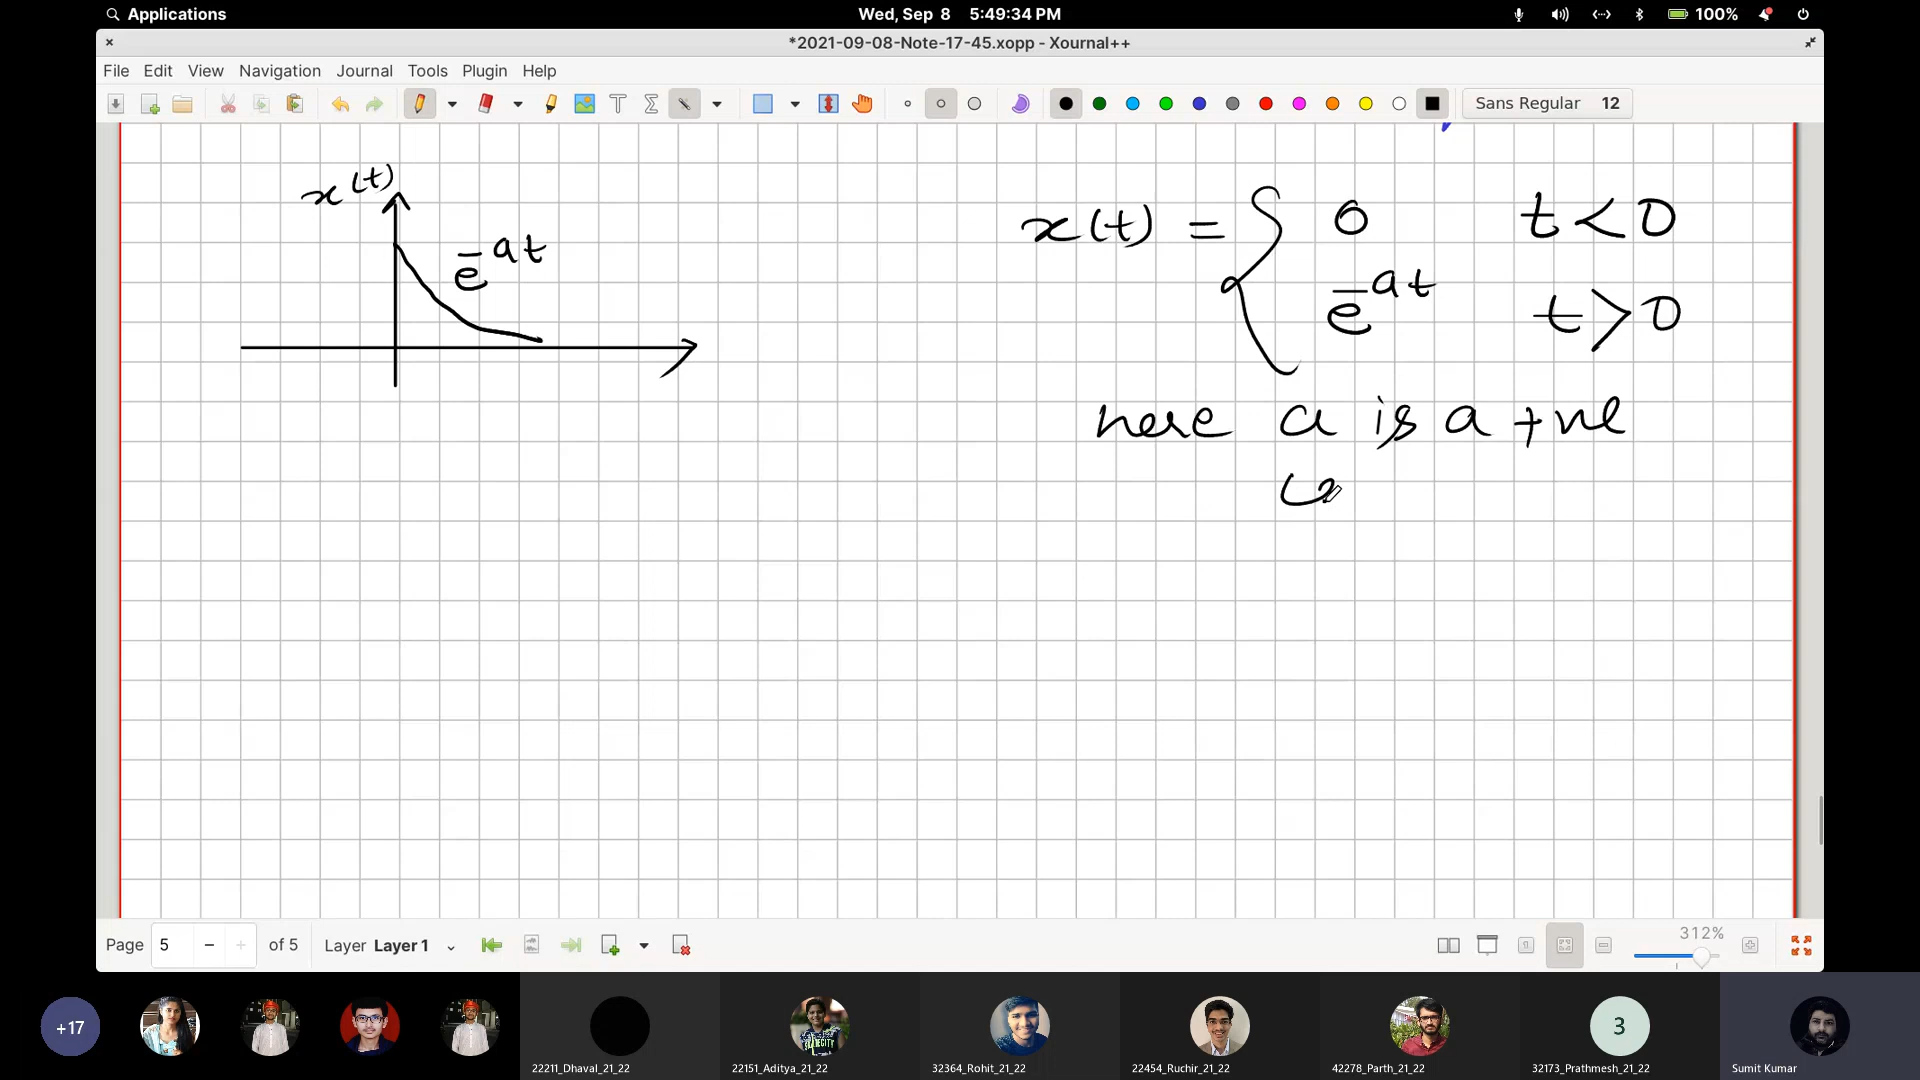 Applications
Wed, Sep 8 5:49:34 PM
100%
*2021-09-08-Note-17-45.xopp - Xournal++
File Edit View Navigation Journal Tools Plugin Help
Sans Regular 12
x(t)
e^-at
x(t) = { 0 t < 0
e^-at t > 0
here a is a +ve
Page 5 of 5 Layer Layer 1
312%
+17
3
22211_Dhaval_21_22
22151_Aditya_21_22
32364_Rohit_21_22
22454_Ruchir_21_22
42278_Parth_21_22
32173_Prathmesh_21_22
Sumit Kumar